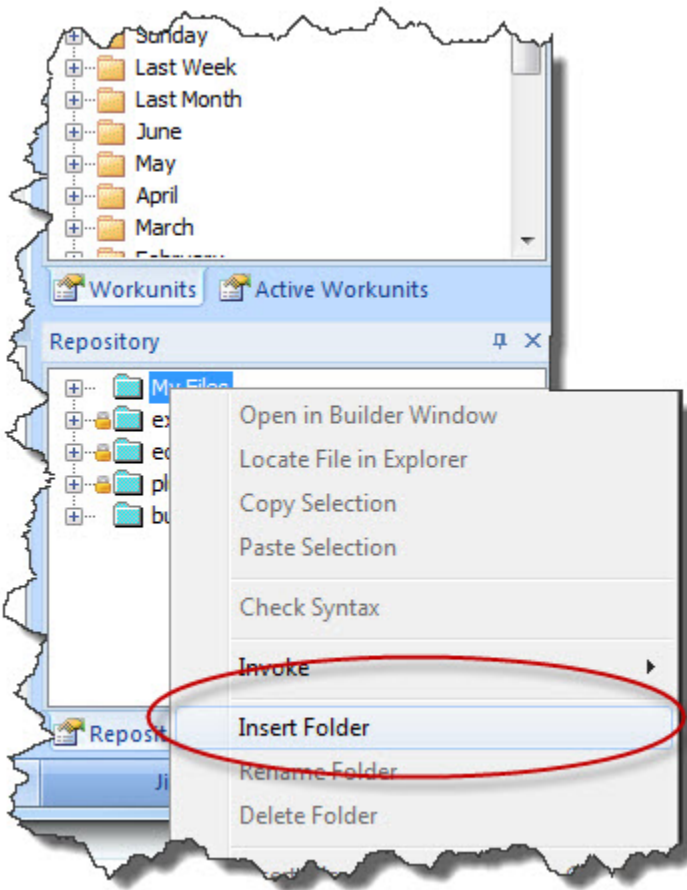 Sunday
Last Week
Last Month
June
May
April
March
February
Workunits Active Workunits
Repository
My Files
Open in Builder Window
Locate File in Explorer
Copy Selection
Paste Selection
Check Syntax
Invoke
Insert Folder
Rename Folder
Delete Folder